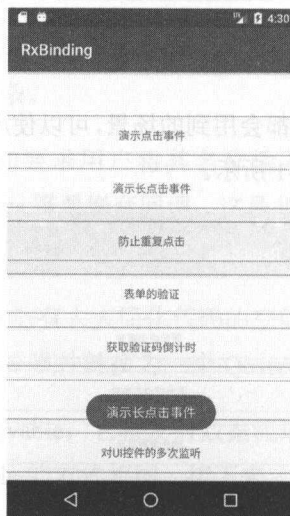 4:30
RxBinding
演示点击事件
演示长点击事件
防止重复点击
表单的验证
获取验证码倒计时
演示长点击事件
对UI控件的多次监听